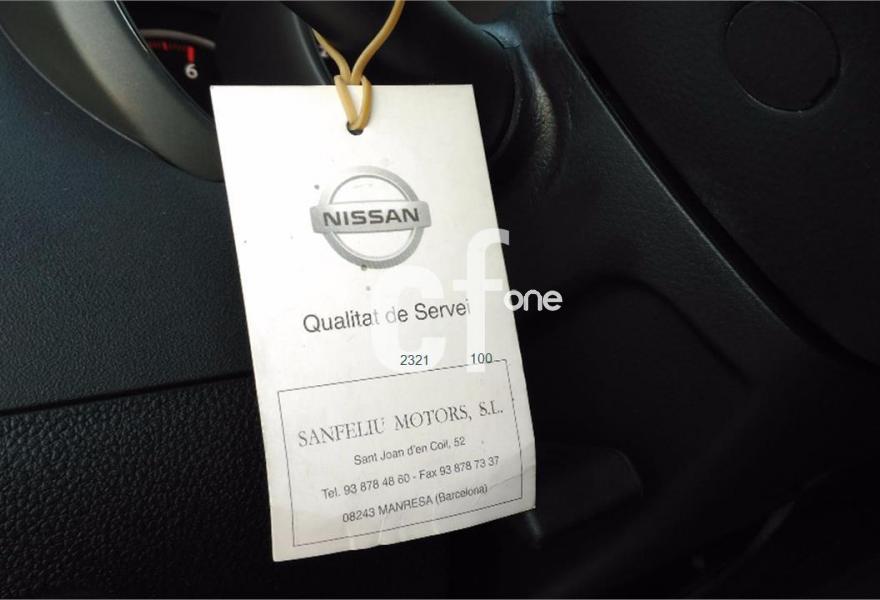 6
NISSAN
cf one
Qualitat de Servei
2321 100
SANFELIU MOTORS, S.L.
Sant Joan d'en Coll, 52
Tel. 93 878 48 60 - Fax 93 878 73 37
08243 MANRESA (Barcelona)